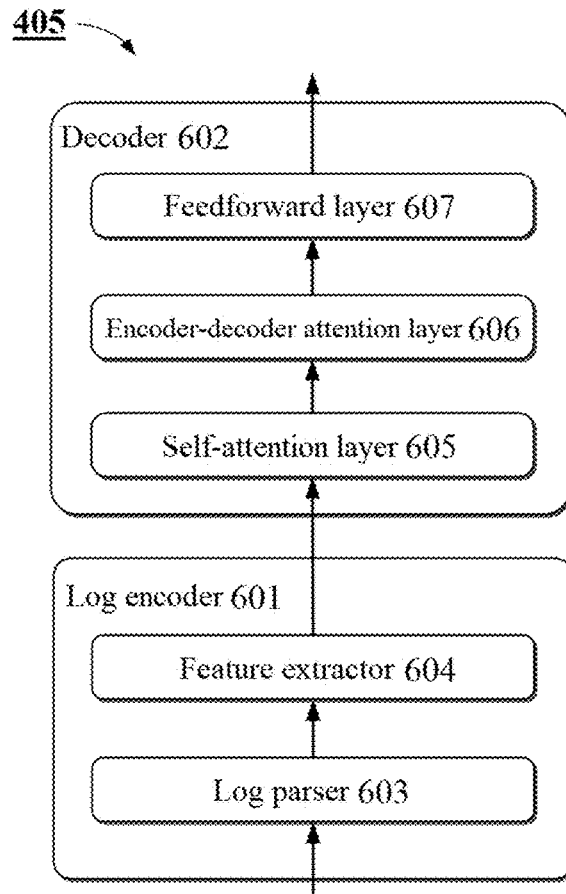 405
Decoder 602
Feedforward layer 607
Encoder-decoder attention layer 606
Self-attention layer 605
Log encoder 601
Feature extractor 604
Log parser 603